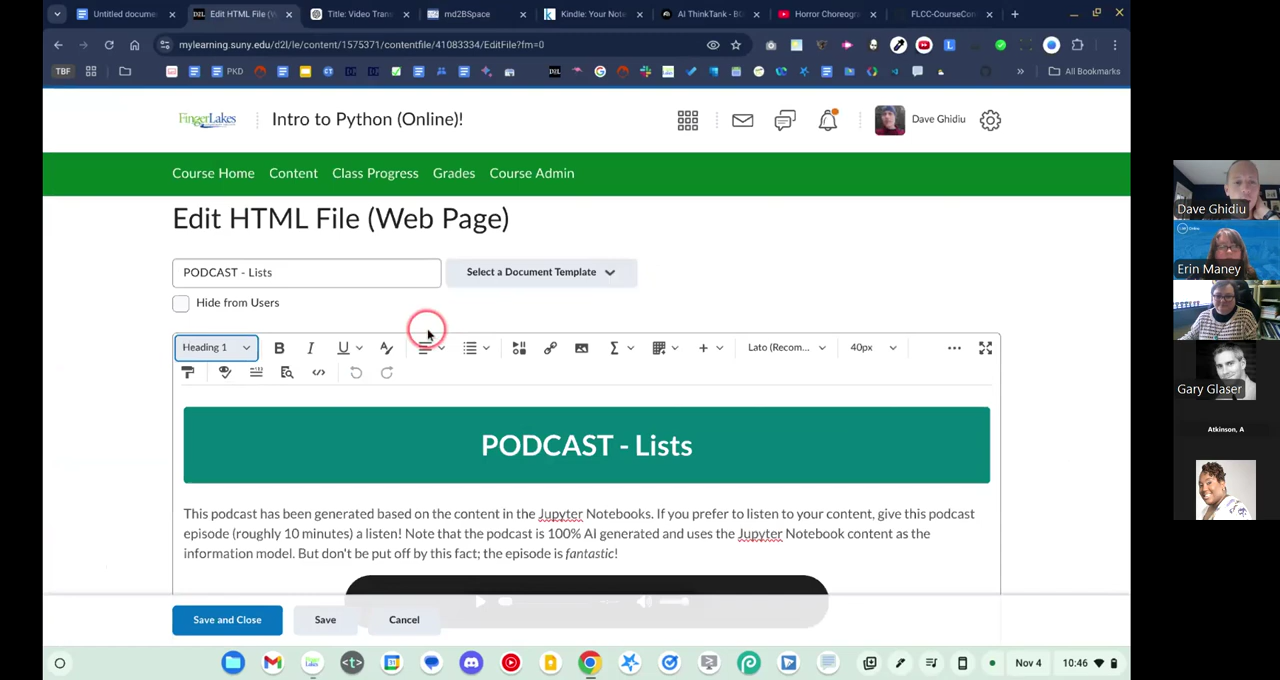 Untitled docume
Edit HTML File (W
Title: Video Trans
md2BSpace
Kindle: Your Note
AI ThinkTank - BO
Horror Choreogra
FLCC-CourseCon
mylearning.suny.edu/d2l/le/content/1575371/contentfile/41083334/EditFile?fm=0
TBF
PKD
All Bookmarks
FingerLakes
Intro to Python (Online)!
Dave Ghidiu
Course Home
Content
Class Progress
Grades
Course Admin
Edit HTML File (Web Page)
PODCAST - Lists
Select a Document Template
Hide from Users
Heading 1
Lato (Recom...
40px
PODCAST - Lists
This podcast has been generated based on the content in the Jupyter Notebooks. If you prefer to listen to your content, give this podcast
episode (roughly 10 minutes) a listen! Note that the podcast is 100% AI generated and uses the Jupyter Notebook content as the
information model. But don't be put off by this fact; the episode is fantastic!
Save and Close
Save
Cancel
Nov 4
10:46
Dave Ghidiu
Erin Maney
Gary Glaser
Atkinson, A